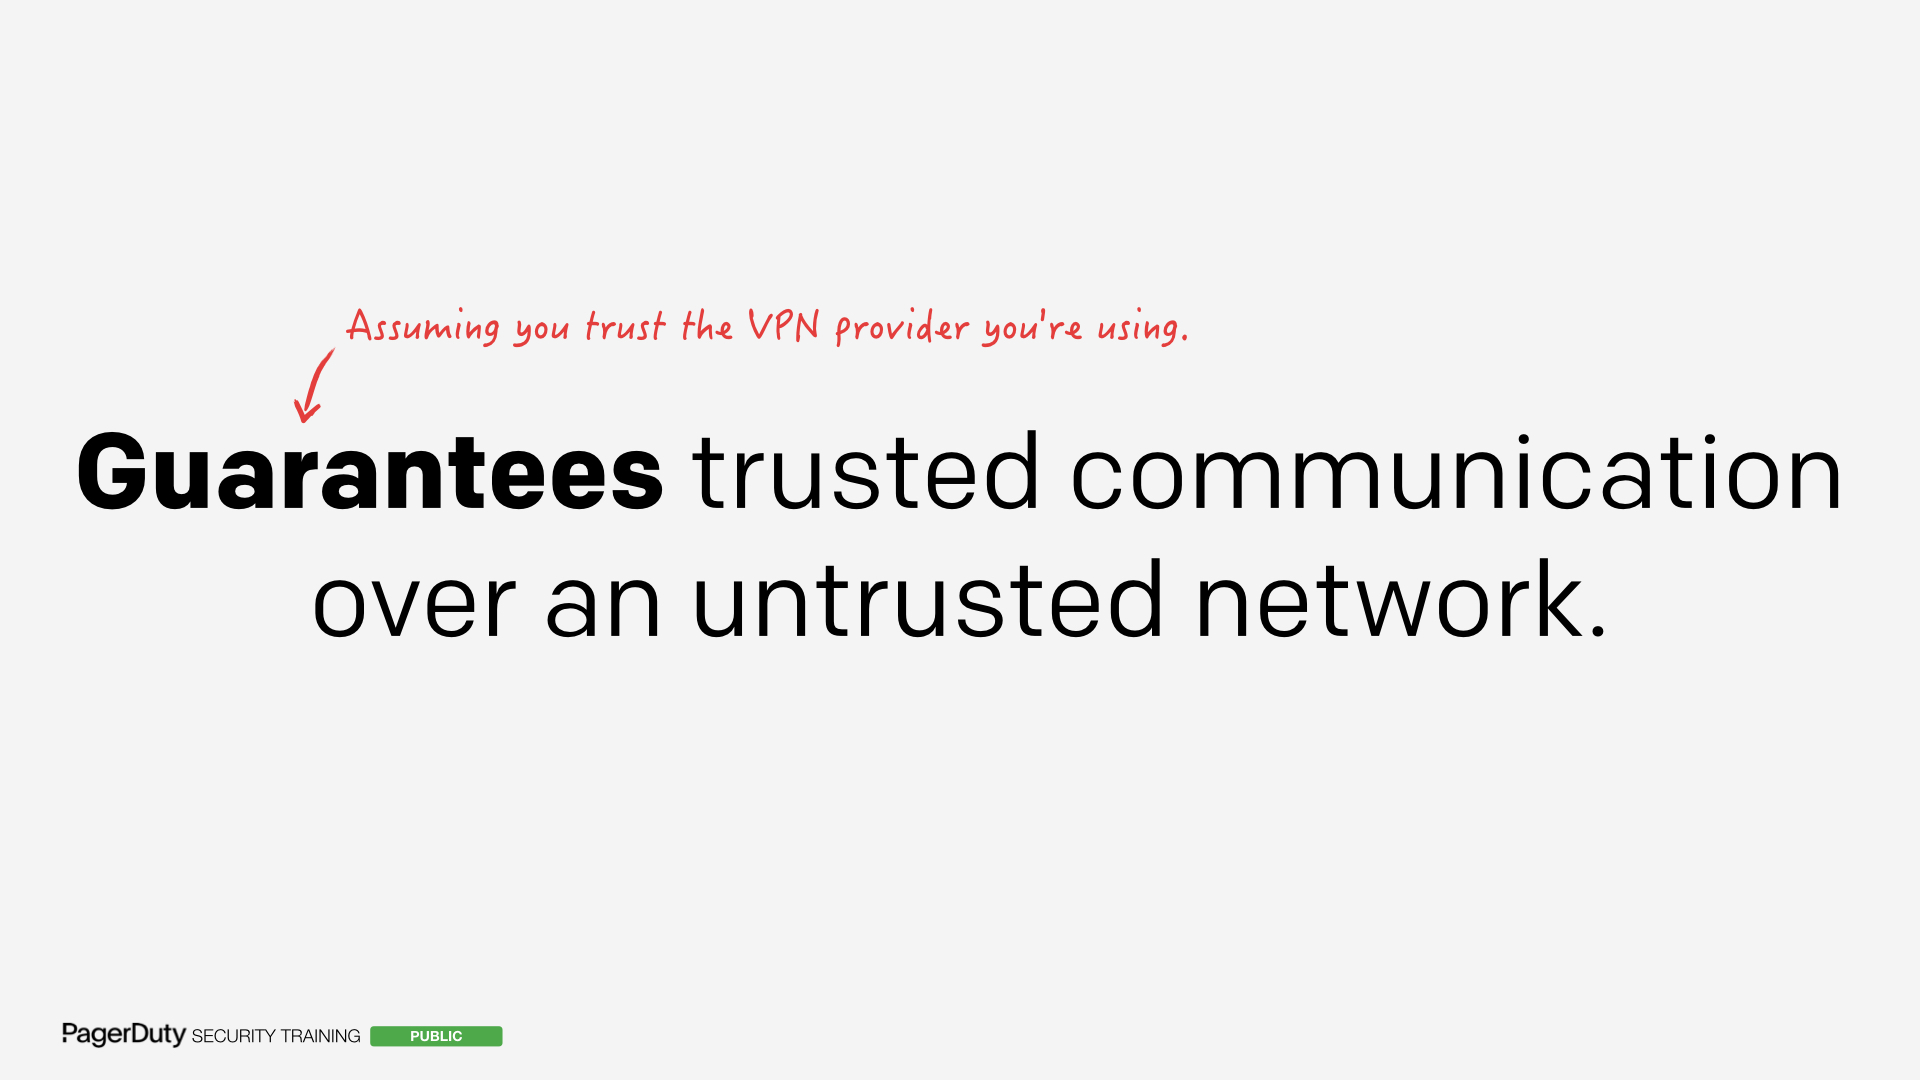 Assuming you trust the VPN provider you're using.
Guarantees trusted communication
over an untrusted network.
PagerDuty SECURITY TRAINING PUBLIC